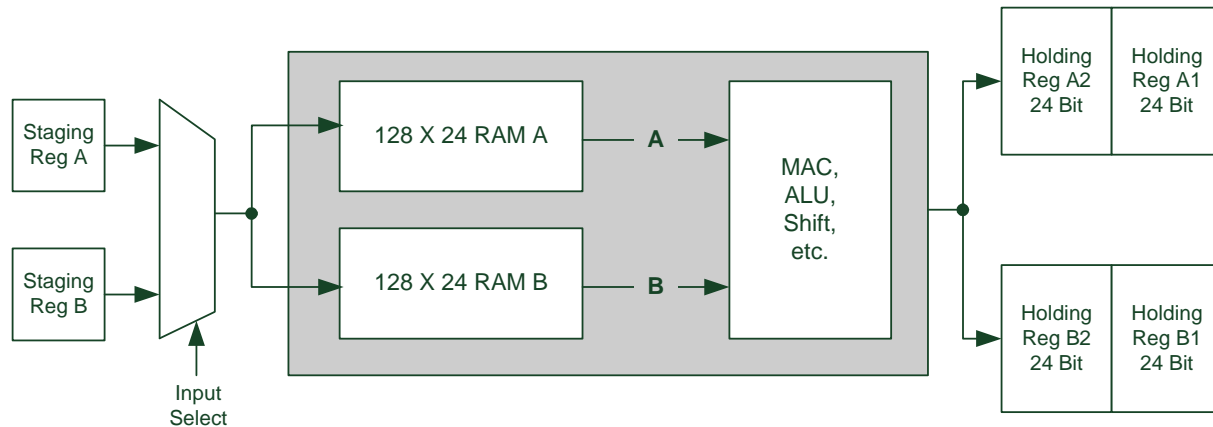 Staging
Reg A
Staging
Reg B
Input
Select
128 X 24 RAM A
128 X 24 RAM B
A
B
MAC,
ALU,
Shift,
etc.
Holding
Reg A2
24 Bit
Holding
Reg A1
24 Bit
Holding
Reg B2
24 Bit
Holding
Reg B1
24 Bit